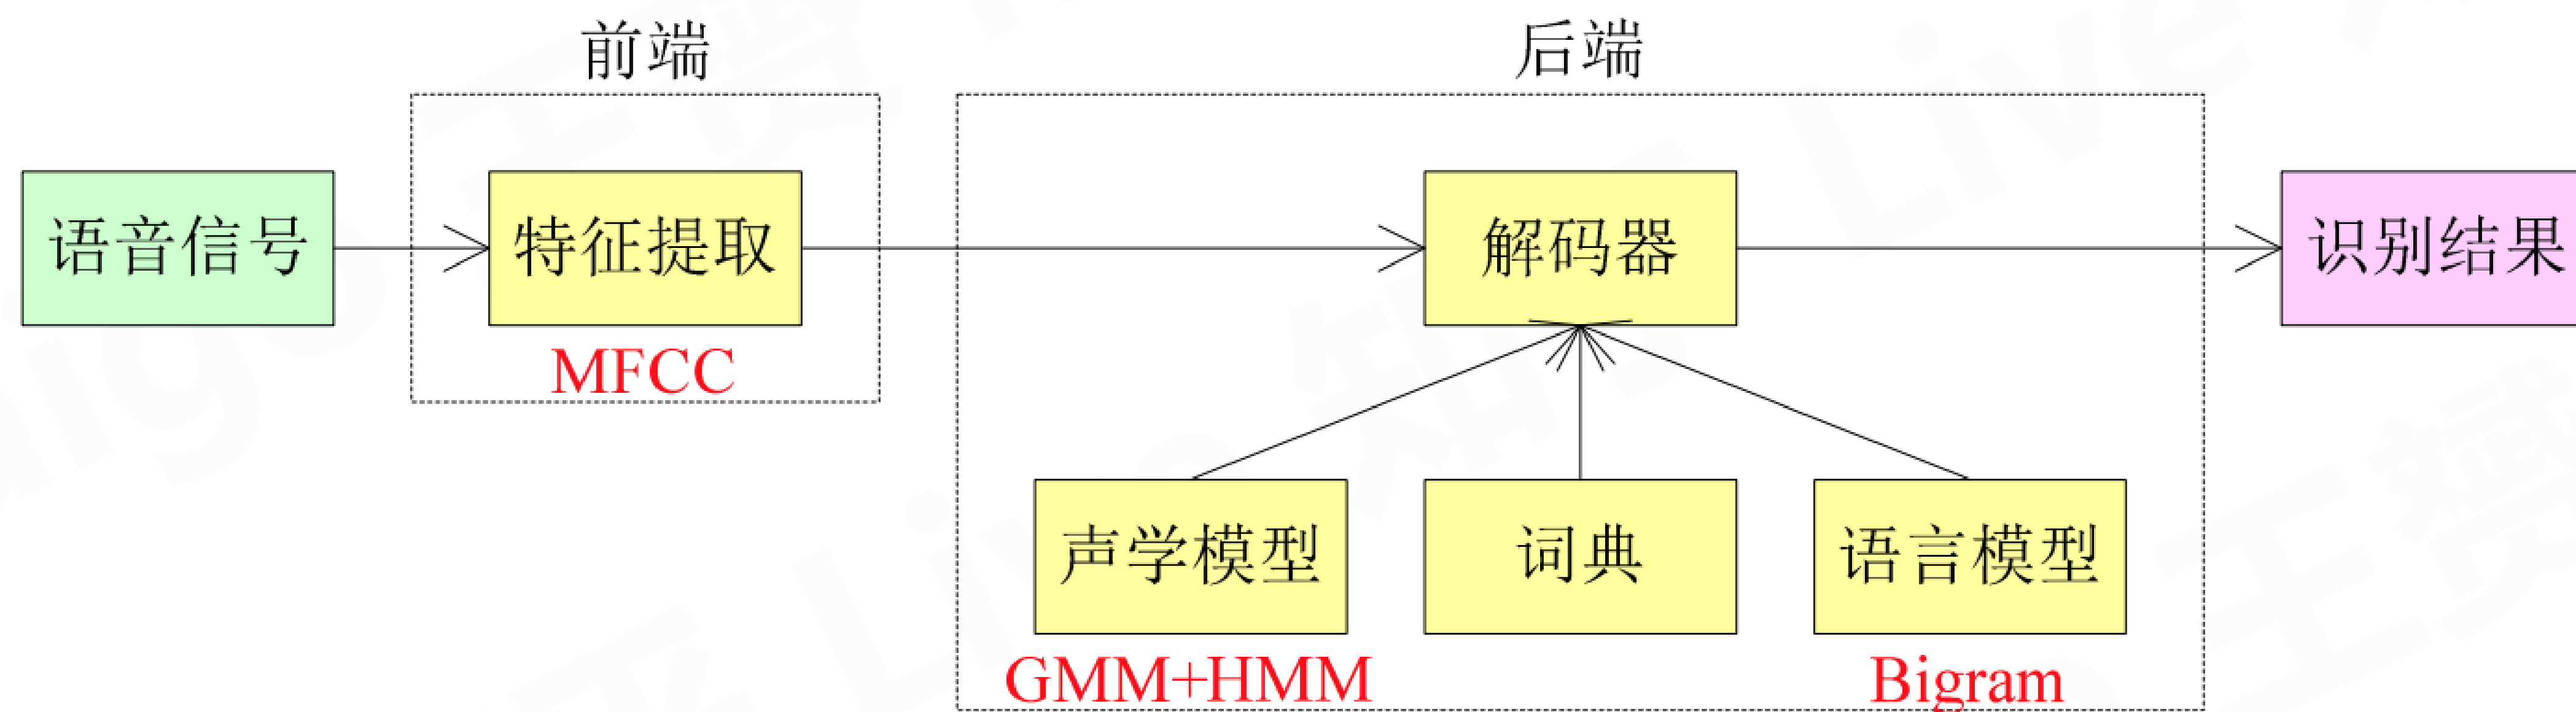 前端
后端
语音信号
特征提取
解码器
识别结果
MFCC
声学模型
词典
语言模型
GMM+HMM
Bigram